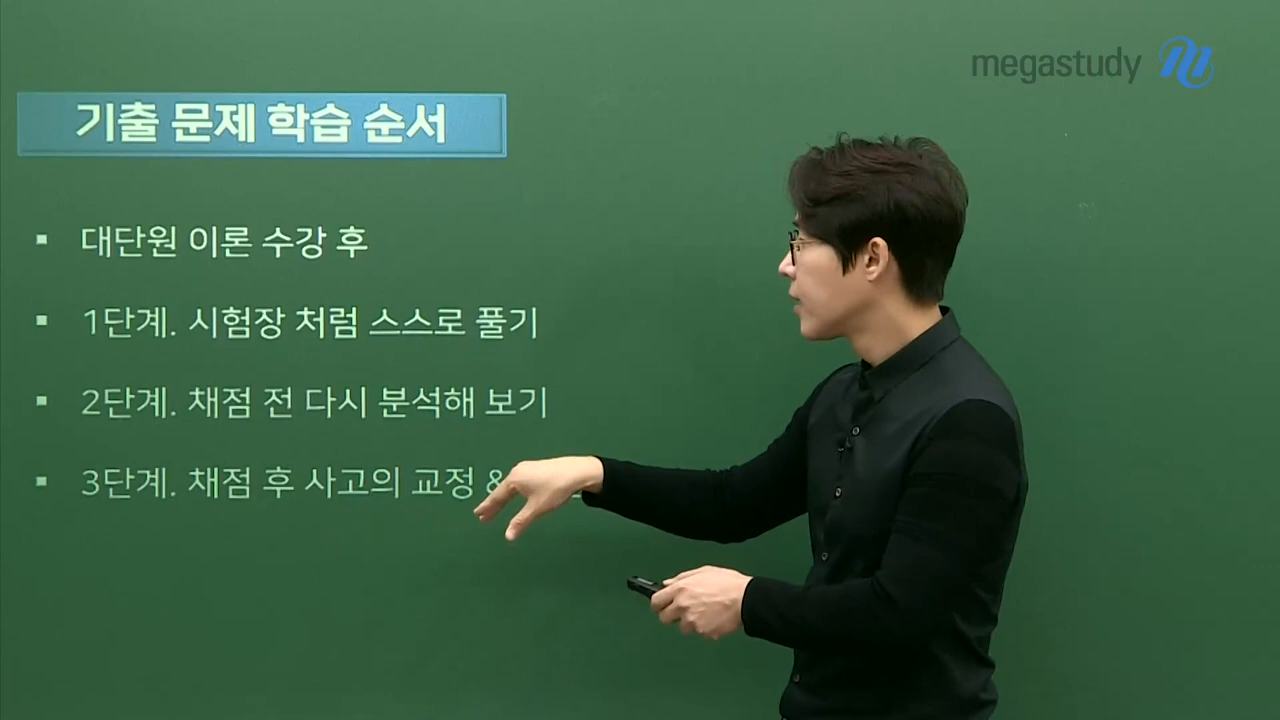 megastudy
기출 문제 학습 순서
▪ 대단원 이론 수강 후
▪ 1단계. 시험장 처럼 스스로 풀기
▪ 2단계. 채점 전 다시 분석해 보기
▪ 3단계. 채점 후 사고의 교정 &